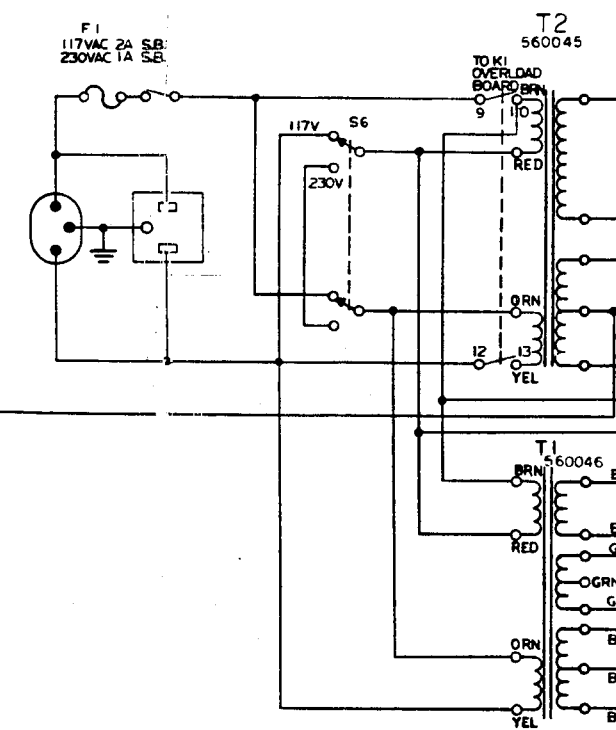 F1
117VAC 2A S.B.
230VAC 1A S.B.
T2
560045
TO K1
OVERLOAD
BOARD
BRN
9
10
117V
S6
RED
230V
ORN
12
13
YEL
T1
560046
BRN
RED
GRN
ORN
YEL
B
B
B